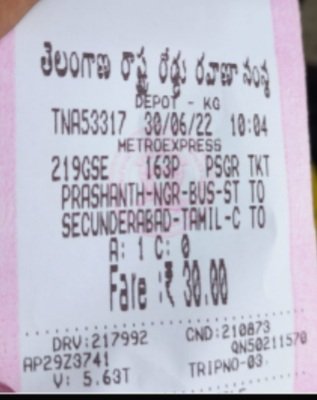 తెలంగాణ రాష్ట్ర రోడ్డు రవాణా సంస్థ
DEPOT - KG
TNA53317 30/06/22 10:04
METROEXPRESS
219GSE 163P PSGR TKT
PRASHANTH-NGR-BUS-ST TO
SECUNDERABAD-TAMIL-C TO
A: 1 C: 0
Fare :₹ 30.00
DRV:217992 CND:210873
AP29Z3741 QN50211570
V: 5.63T TRIPNO-03